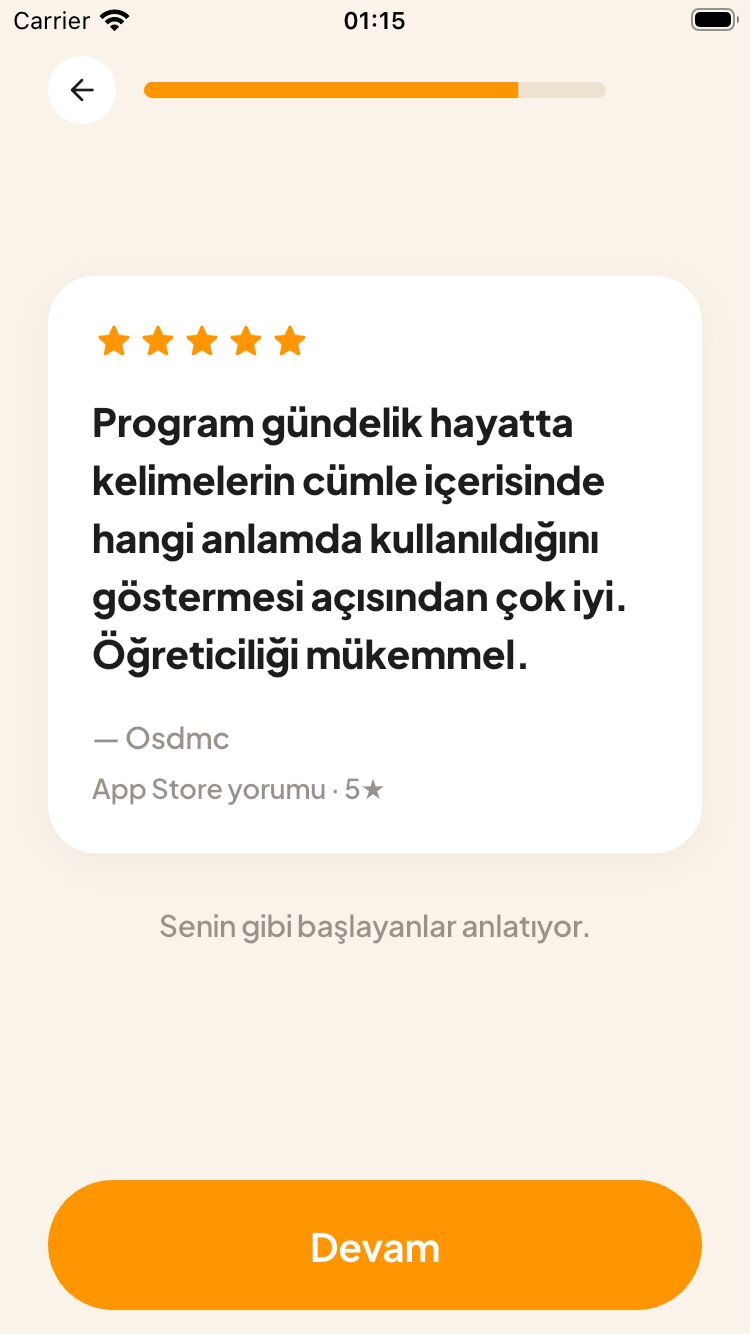 Carrier
01:15
Program gündelik hayatta
kelimelerin cümle içerisinde
hangi anlamda kullanıldığını
göstermesi açısından çok iyi.
Öğreticiliği mükemmel.
— Osdmc
App Store yorumu · 5★
Senin gibi başlayanlar anlatıyor.
Devam